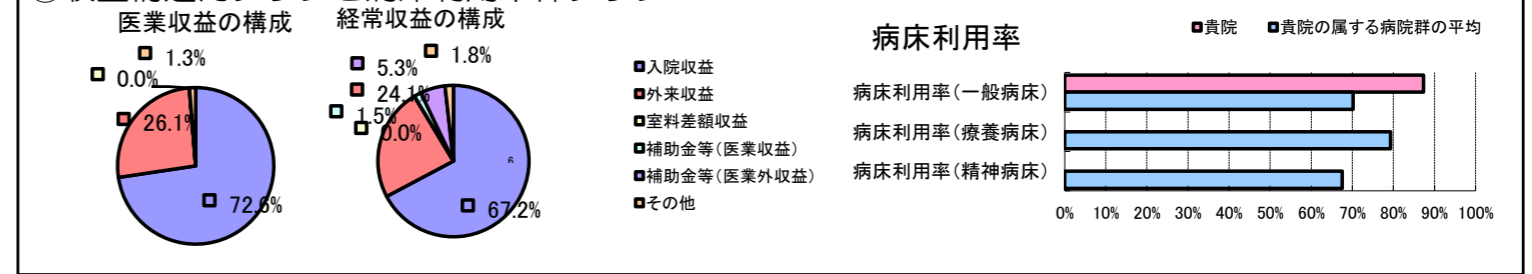 医業収益の構成
1.3%
0.0%
26.1%
72.6%
経常収益の構成
1.8%
5.3%
24.1%
1.5%
0.0%
67.2%
入院収益
外来収益
室料差額収益
補助金等(医業収益)
補助金等(医業外収益)
その他
病床利用率
貴院
貴院の属する病院群の平均
病床利用率(一般病床)
病床利用率(療養病床)
病床利用率(精神病床)
0% 10% 20% 30% 40% 50% 60% 70% 80% 90% 100%